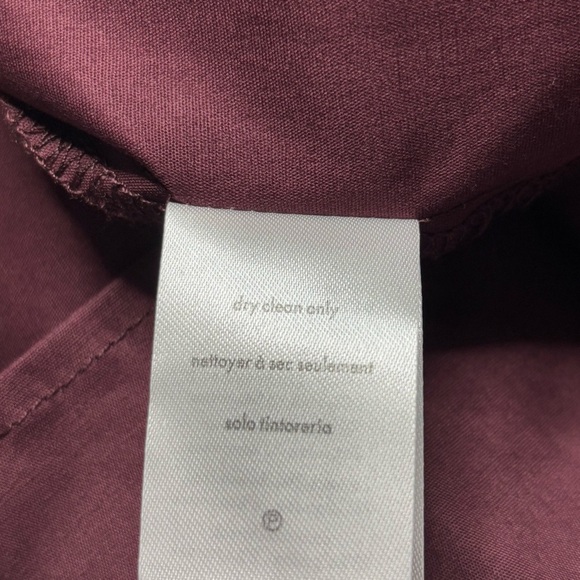 dry clean only
nettoyer à sec seulement
solo tintoreria
Ⓟ